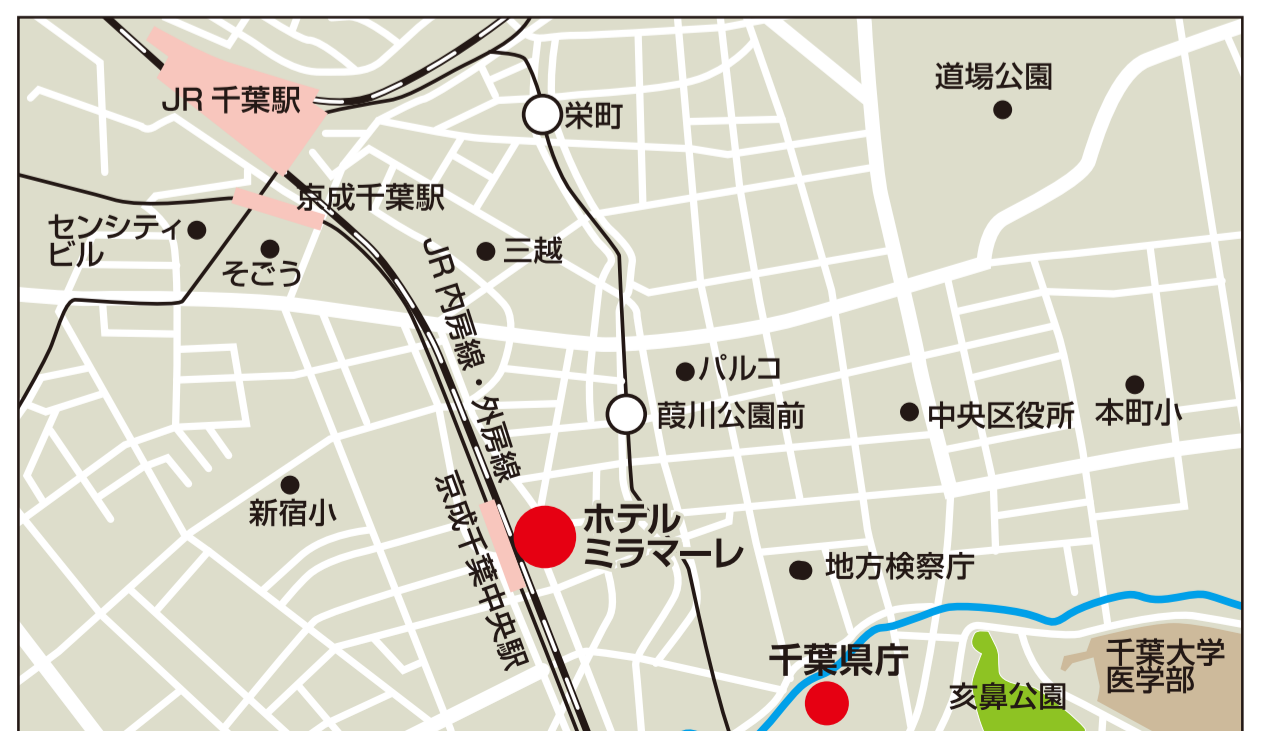 道場公園
JR 千葉駅
栄町
京成千葉駅
センシティ
ビル
三越
そごう
JR 内房線・外房線
パルコ
葭川公園前
中央区役所
本町小
新宿小
京成千葉中央駅
ホテル
ミラマーレ
地方検察庁
千葉県庁
千葉大学
医学部
亥鼻公園